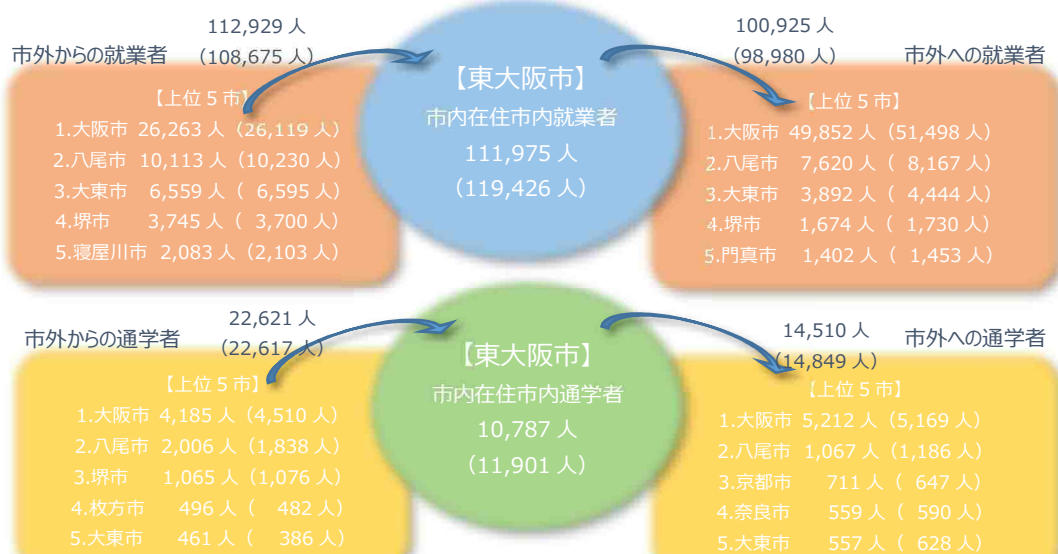 112,929 人
市外からの就業者 (108,675 人)
【上位 5 市】
1.大阪市 26,263 人（26,119 人）
2.八尾市 10,113 人（10,230 人）
3.大東市 6,559 人（ 6,595 人）
4.堺市 3,745 人（ 3,700 人）
5.寝屋川市 2,083 人（2,103 人）
【東大阪市】
市内在住市内就業者
111,975 人
（119,426 人）
100,925 人
(98,980 人) 市外への就業者
【上位 5 市】
1.大阪市 49,852 人（51,498 人）
2.八尾市 7,620 人（ 8,167 人）
3.大東市 3,892 人（ 4,444 人）
4.堺市 1,674 人（ 1,730 人）
5.門真市 1,402 人（ 1,453 人）
22,621 人
市外からの通学者 (22,617 人)
【上位 5 市】
1.大阪市 4,185 人（4,510 人）
2.八尾市 2,006 人（1,838 人）
3.堺市 1,065 人（1,076 人）
4.枚方市 496 人（ 482 人）
5.大東市 461 人（ 386 人）
【東大阪市】
市内在住市内通学者
10,787 人
（11,901 人）
14,510 人 市外への通学者
(14,849 人)
【上位 5 市】
1.大阪市 5,212 人（5,169 人）
2.八尾市 1,067 人（1,186 人）
3.京都市 711 人（ 647 人）
4.奈良市 559 人（ 590 人）
5.大東市 557 人（ 628 人）